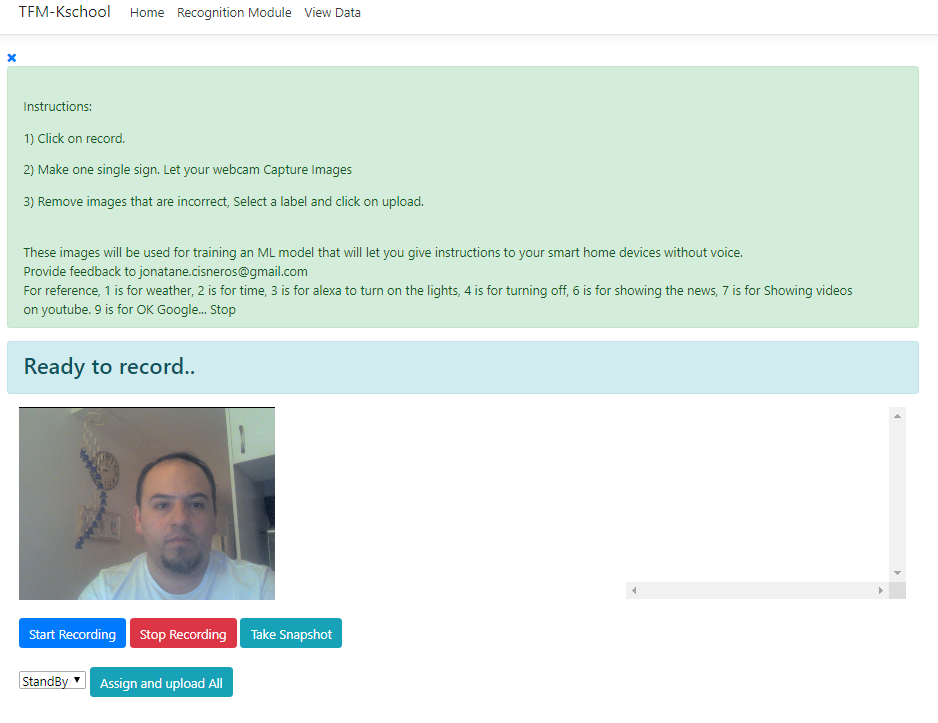 TFM-Kschool Home Recognition Module View Data
Instructions:
1) Click on record.
2) Make one single sign. Let your webcam Capture Images
3) Remove images that are incorrect, Select a label and click on upload.
These images will be used for training an ML model that will let you give instructions to your smart home devices without voice.
Provide feedback to jonatane.cisneros@gmail.com
For reference, 1 is for weather, 2 is for time, 3 is for alexa to turn on the lights, 4 is for turning off, 6 is for showing the news, 7 is for Showing videos
on youtube. 9 is for OK Google... Stop
Ready to record..
Start Recording Stop Recording Take Snapshot
StandBy Assign and upload All